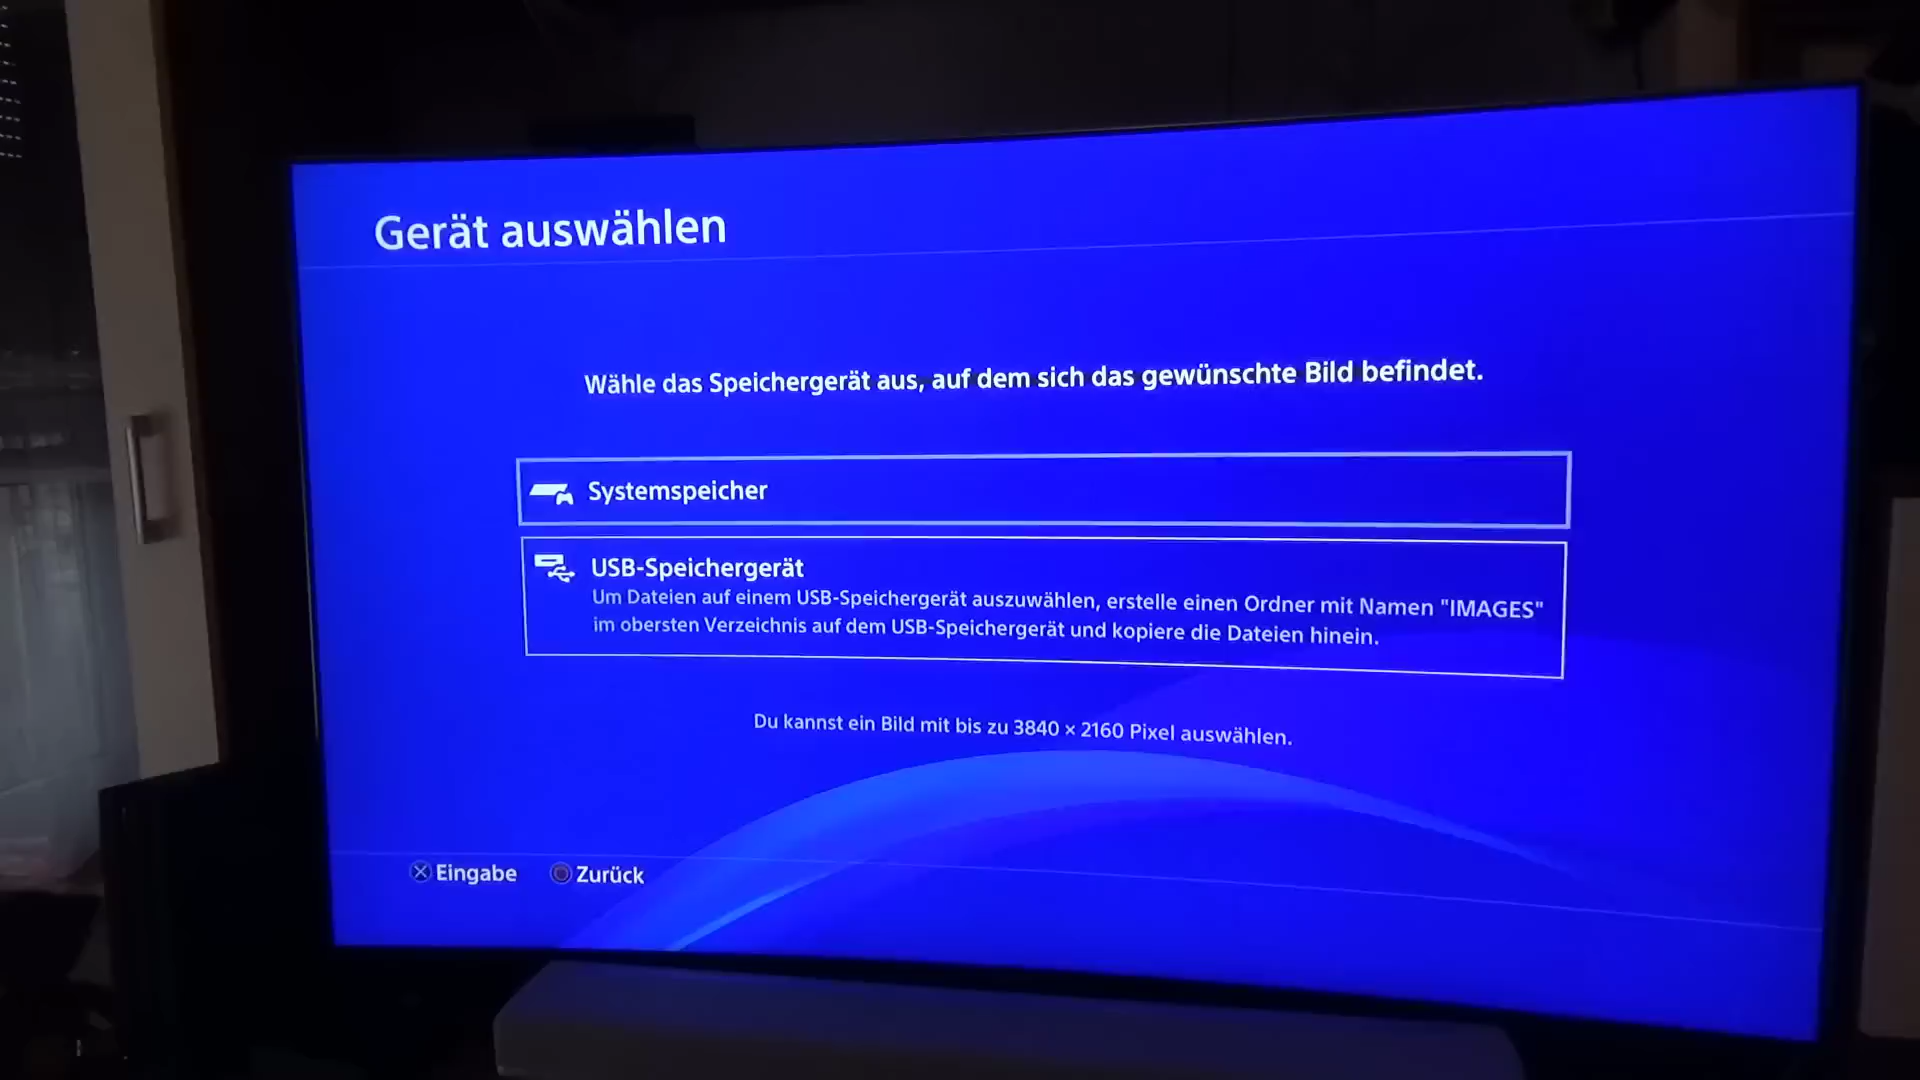 Gerät auswählen
Wähle das Speichergerät aus, auf dem sich das gewünschte Bild befindet.
Systemspeicher
USB-Speichergerät
Um Dateien auf einem USB-Speichergerät auszuwählen, erstelle einen Ordner mit Namen "IMAGES"
im obersten Verzeichnis auf dem USB-Speichergerät und kopiere die Dateien hinein.
Du kannst ein Bild mit bis zu 3840 × 2160 Pixel auswählen.
Eingabe Zurück